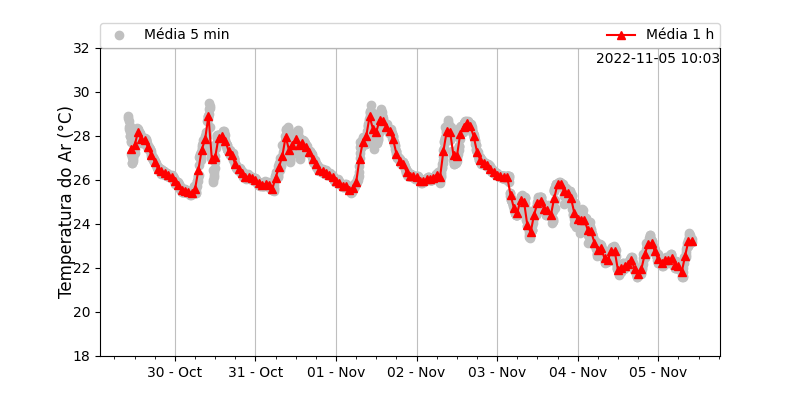 Média 5 min
Média 1 h
2022-11-05 10:03
Temperatura do Ar (°C)
32
30
28
26
24
22
20
18
30 - Oct
31 - Oct
01 - Nov
02 - Nov
03 - Nov
04 - Nov
05 - Nov